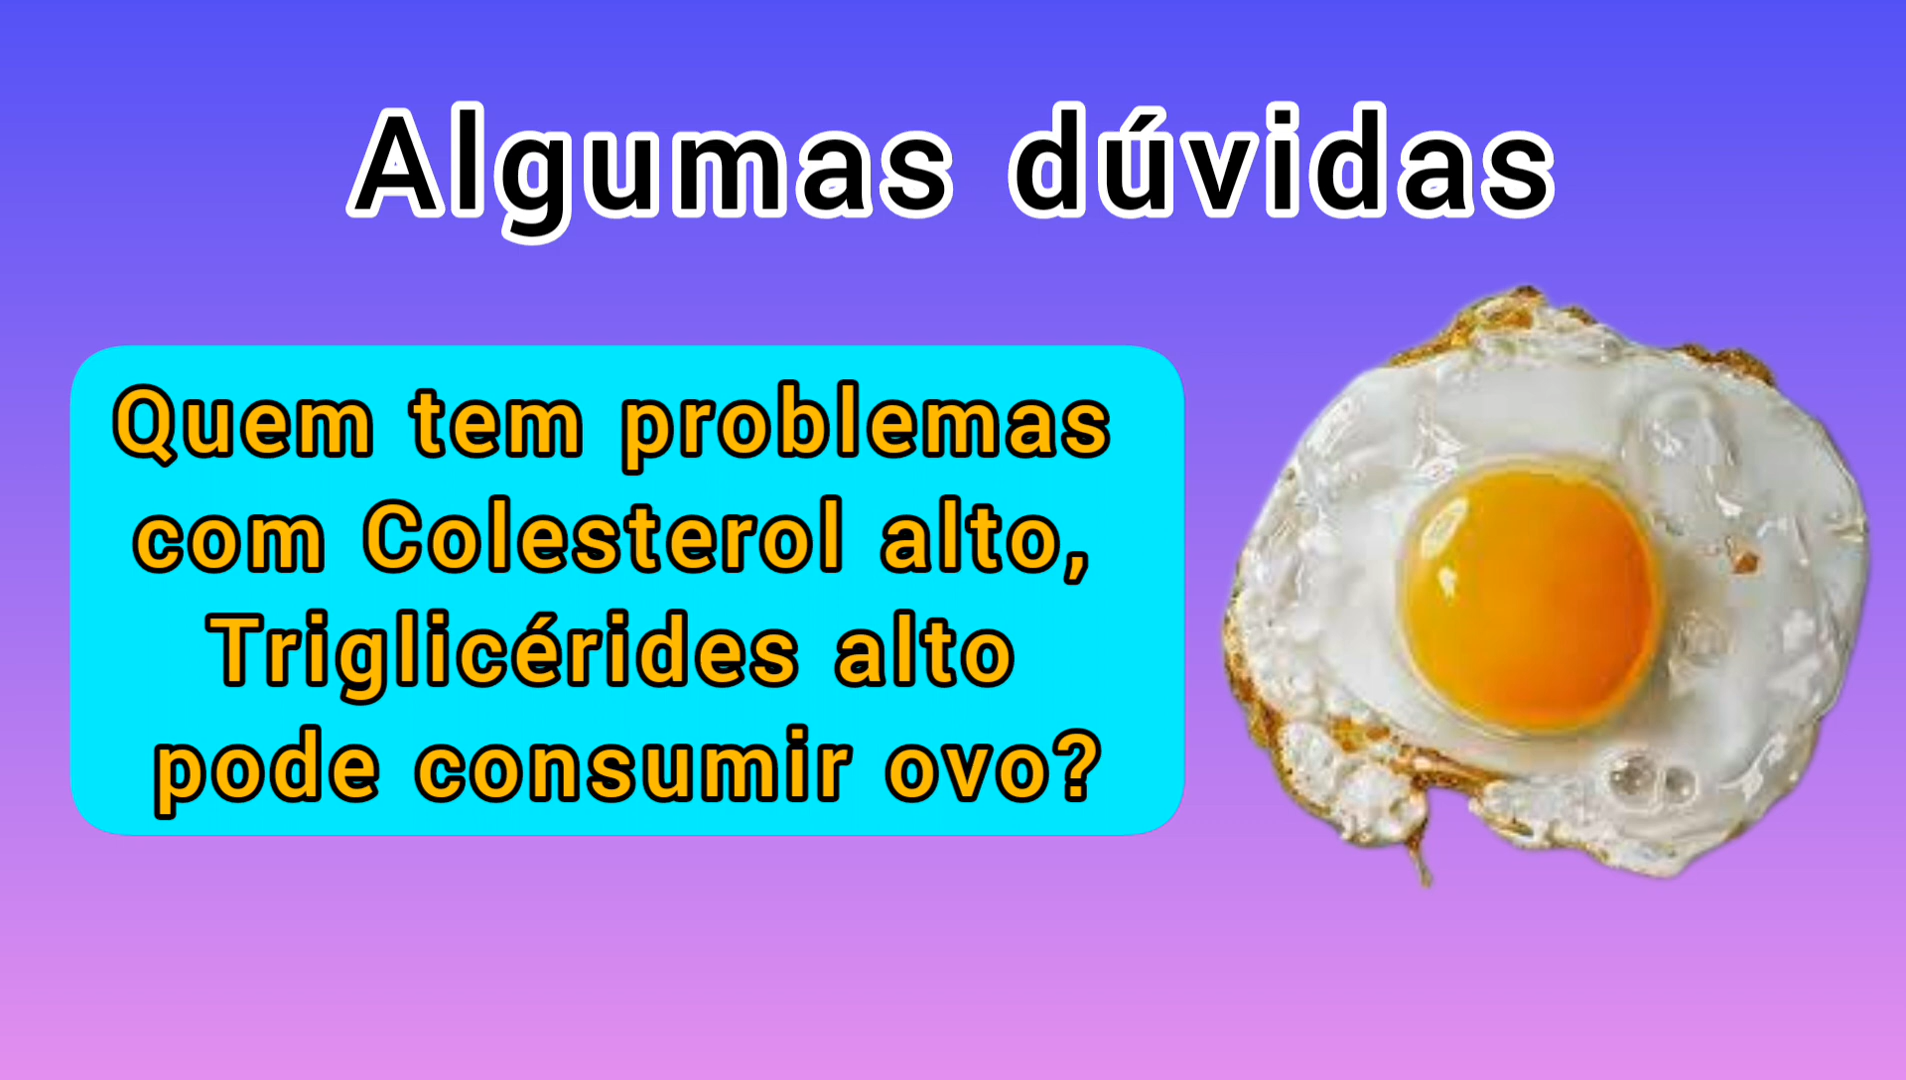 Algumas dúvidas
Quem tem problemas
com Colesterol alto,
Triglicérides alto
pode consumir ovo?